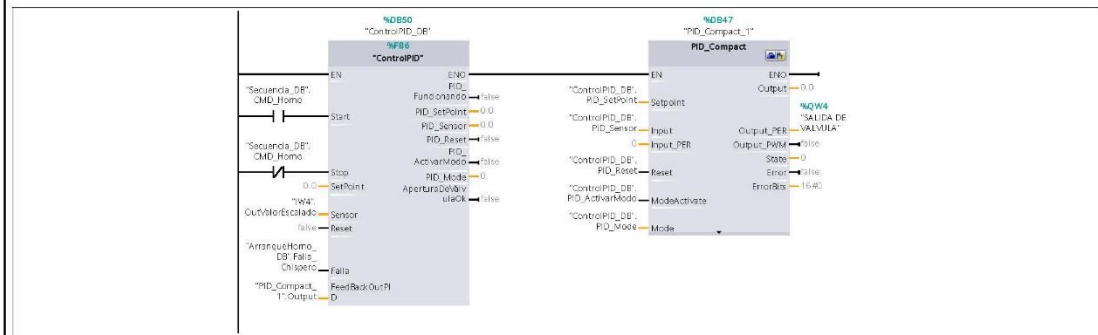 %DB50
"ControlPID_DB"
%FB6
"ControlPID"
EN
ENO
"Secuencia_DB".
CMD_Horno
Start
PID_
Funcionando
false
PID_SetPoint
0.0
PID_Sensor
0.0
PID_Reset
false
PID_
ActivarModo
false
"Secuencia_DB".
CMD_Horno
Stop
PID_Mode
0
0.0
SetPoint
AperturaDeValv
ulaOk
false
"IW4".
OutValorEscalado
Sensor
false
Reset
"ArranqueHorno_
DB".Falla_
Chispero
Falla
"PID_Compact_
1".Output
FeedBackOutPI
D
%DB47
"PID_Compact_1"
PID_Compact
EN
ENO
Output
0.0
"ControlPID_DB".
PID_SetPoint
Setpoint
%QW4
"SALIDA DE
VALVULA"
Output_PER
"ControlPID_DB".
PID_Sensor
Input
0
Input_PER
Output_PWM
false
State
0
"ControlPID_DB".
PID_Reset
Reset
Error
false
ErrorBits
16#0
"ControlPID_DB".
PID_ActivarModo
ModeActivate
"ControlPID_DB".
PID_Mode
Mode